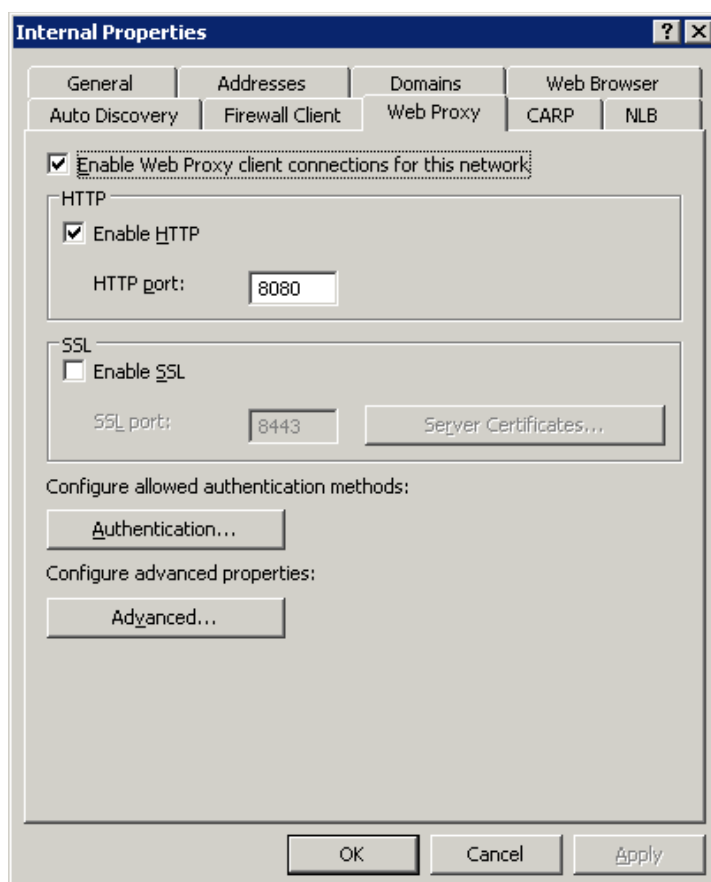 Internal Properties
General Addresses Domains Web Browser
Auto Discovery Firewall Client Web Proxy CARP NLB
Enable Web Proxy client connections for this network
HTTP
Enable HTTP
HTTP port: 8080
SSL
Enable SSL
SSL port: 8443 Server Certificates...
Configure allowed authentication methods:
Authentication...
Configure advanced properties:
Advanced...
OK Cancel Apply